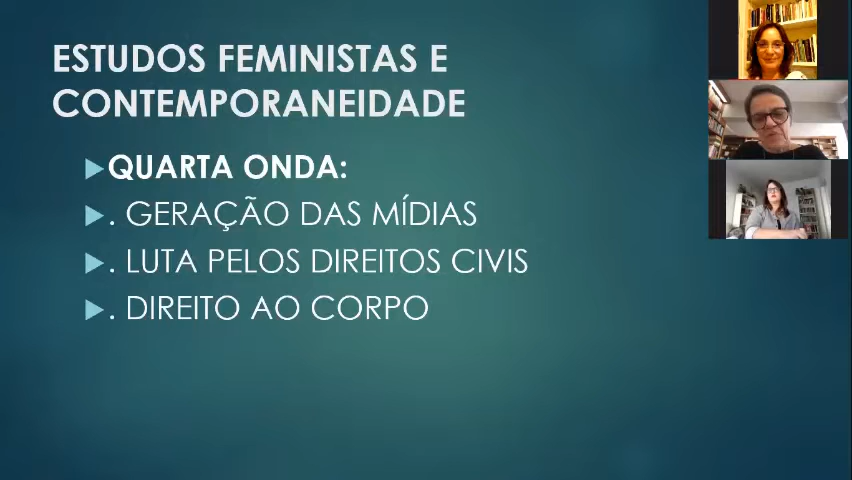 ESTUDOS FEMINISTAS E
CONTEMPORANEIDADE
QUARTA ONDA:
. GERAÇÃO DAS MÍDIAS
. LUTA PELOS DIREITOS CIVIS
. DIREITO AO CORPO